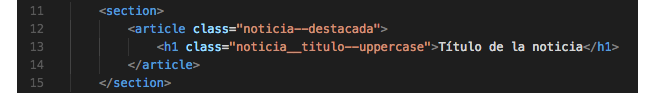 11 <section>
12 <article class="noticia--destacada">
13 <h1 class="noticia__titulo--uppercase">Título de la noticia</h1>
14 </article>
15 </section>